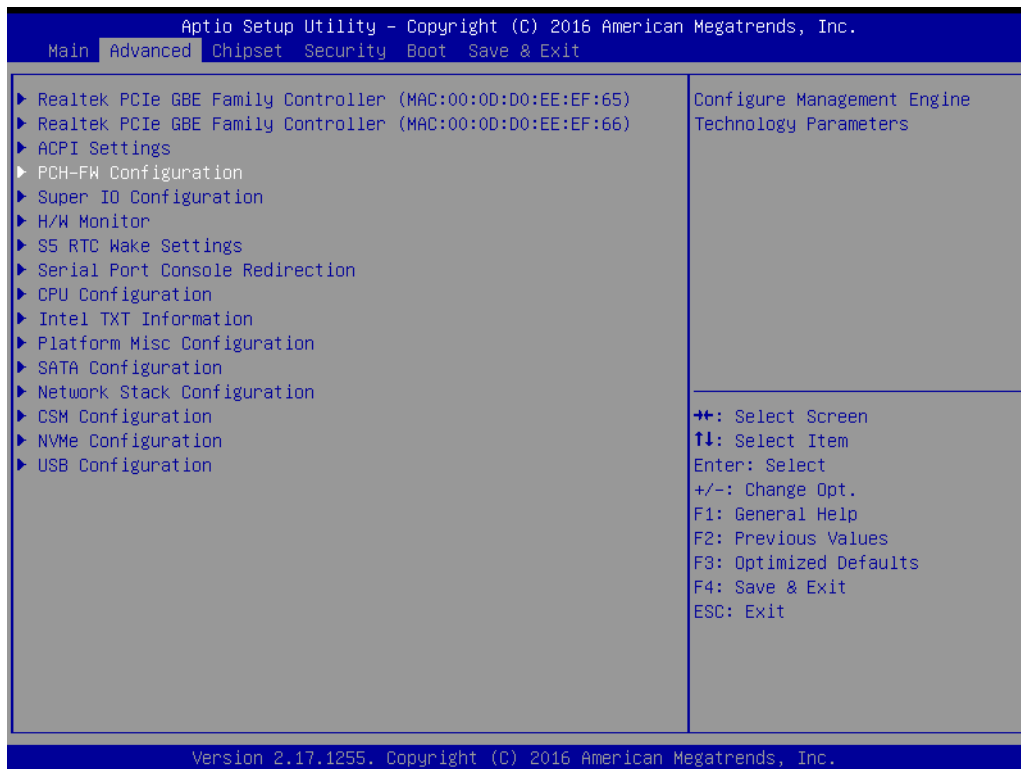 Aptio Setup Utility – Copyright (C) 2016 American Megatrends, Inc.
Main Advanced Chipset Security Boot Save & Exit
▶ Realtek PCIe GBE Family Controller (MAC:00:0D:D0:EE:EF:65)
▶ Realtek PCIe GBE Family Controller (MAC:00:0D:D0:EE:EF:66)
▶ ACPI Settings
▶ PCH-FW Configuration
▶ Super IO Configuration
▶ H/W Monitor
▶ S5 RTC Wake Settings
▶ Serial Port Console Redirection
▶ CPU Configuration
▶ Intel TXT Information
▶ Platform Misc Configuration
▶ SATA Configuration
▶ Network Stack Configuration
▶ CSM Configuration
▶ NVMe Configuration
▶ USB Configuration
Configure Management Engine
Technology Parameters
→←: Select Screen
↑↓: Select Item
Enter: Select
+/-: Change Opt.
F1: General Help
F2: Previous Values
F3: Optimized Defaults
F4: Save & Exit
ESC: Exit
Version 2.17.1255. Copyright (C) 2016 American Megatrends, Inc.